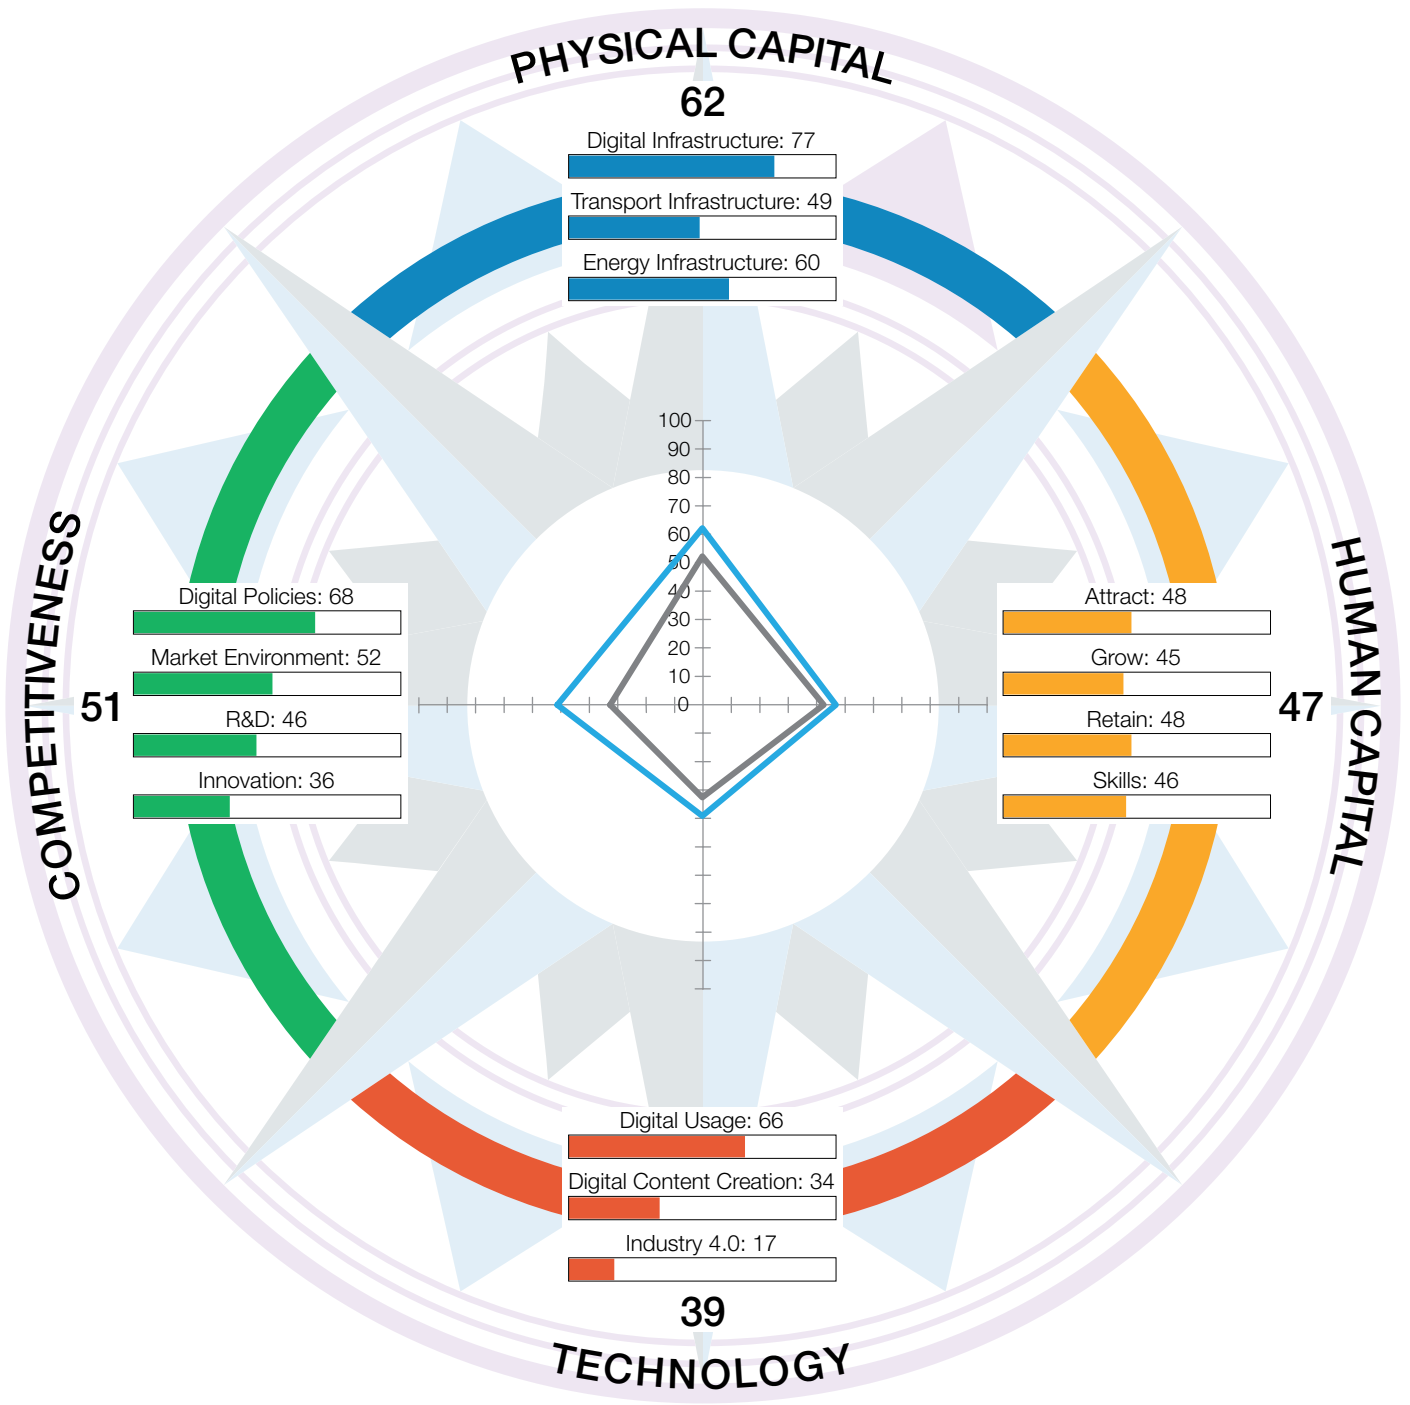 PHYSICAL CAPITAL
62
Digital Infrastructure: 77
Transport Infrastructure: 49
Energy Infrastructure: 60
100
90
80
70
60
50
40
30
20
10
0
COMPETITIVENESS
51
Digital Policies: 68
Market Environment: 52
R&D: 46
Innovation: 36
HUMAN CAPITAL
47
Attract: 48
Grow: 45
Retain: 48
Skills: 46
Digital Usage: 66
Digital Content Creation: 34
Industry 4.0: 17
39
TECHNOLOGY